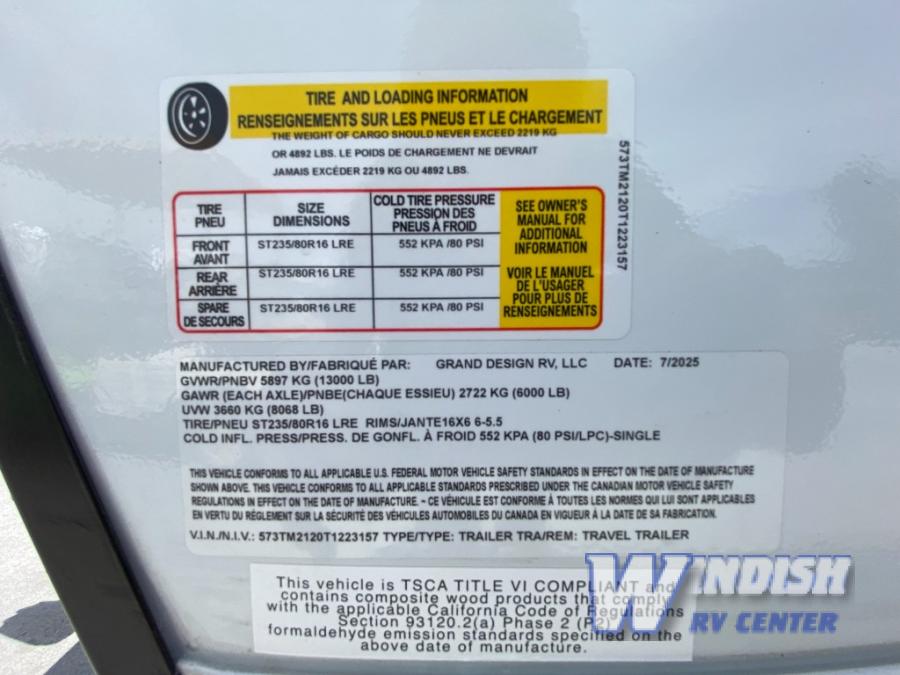 TIRE AND LOADING INFORMATION
RENSEIGNEMENTS SUR LES PNEUS ET LE CHARGEMENT
THE WEIGHT OF CARGO SHOULD NEVER EXCEED 2219 KG
OR 4892 LBS. LE POIDS DE CHARGEMENT NE DEVRAIT
JAMAIS EXCÉDER 2219 KG OU 4892 LBS.
TIRE
PNEU
SIZE
DIMENSIONS
COLD TIRE PRESSURE
PRESSION DES
PNEUS À FROID
FRONT
AVANT
ST235/80R16 LRE
552 KPA /80 PSI
REAR
ARRIÈRE
ST235/80R16 LRE
552 KPA /80 PSI
SPARE
DE SECOURS
ST235/80R16 LRE
552 KPA /80 PSI
SEE OWNER'S
MANUAL FOR
ADDITIONAL
INFORMATION
VOIR LE MANUEL
DE L'USAGER
POUR PLUS DE
RENSEIGNEMENTS
573TM2120T1223157
MANUFACTURED BY/FABRIQUÉ PAR: GRAND DESIGN RV, LLC DATE: 7/2025
GVWR/PNBV 5897 KG (13000 LB)
GAWR (EACH AXLE)/PNBE(CHAQUE ESSIEU) 2722 KG (6000 LB)
UVW 3660 KG (8068 LB)
TIRE/PNEU ST235/80R16 LRE RIMS/JANTE16X6 6-5.5
COLD INFL. PRESS/PRESS. DE GONFL. À FROID 552 KPA (80 PSI/LPC)-SINGLE
THIS VEHICLE CONFORMS TO ALL APPLICABLE U.S. FEDERAL MOTOR VEHICLE SAFETY STANDARDS IN EFFECT ON THE DATE OF MANUFACTURE
SHOWN ABOVE. THIS VEHICLE CONFORMS TO ALL APPLICABLE STANDARDS PRESCRIBED UNDER THE CANADIAN MOTOR VEHICLE SAFETY
REGULATIONS IN EFFECT ON THE DATE OF MANUFACTURE. - CE VÉHICULE EST CONFORME À TOUTES LES NORMES QUI LUI SONT APPLICABLES
EN VERTU DU RÈGLEMENT SUR LA SÉCURITÉ DES VÉHICULES AUTOMOBILES DU CANADA EN VIGUEUR À LA DATE DE SA FABRICATION.
V.I.N./N.I.V.: 573TM2120T1223157 TYPE/TYPE: TRAILER TRA/REM: TRAVEL TRAILER
This vehicle is TSCA TITLE VI COMPLIANT and
contains composite wood products that comply
with the applicable California Code of Regulations
Section 93120.2(a) Phase 2 (P2)
formaldehyde emission standards specified on the
above date of manufacture.
WINDISH
RV CENTER